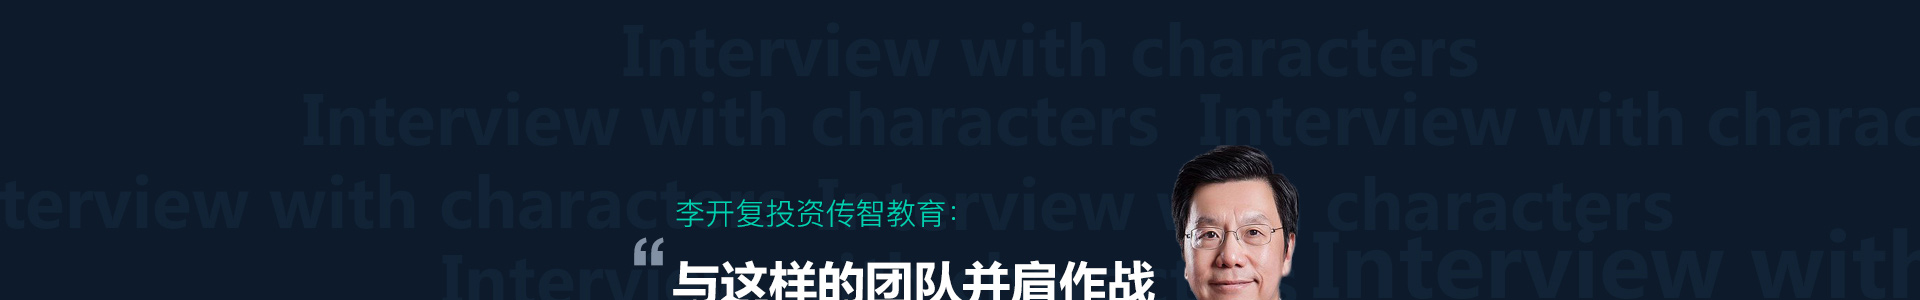 Interview with characters
Interview with characters Interview with charac
terview with characters Interview with characters
李开复投资传智教育：
Interview with
“
与这样的团队并肩作战